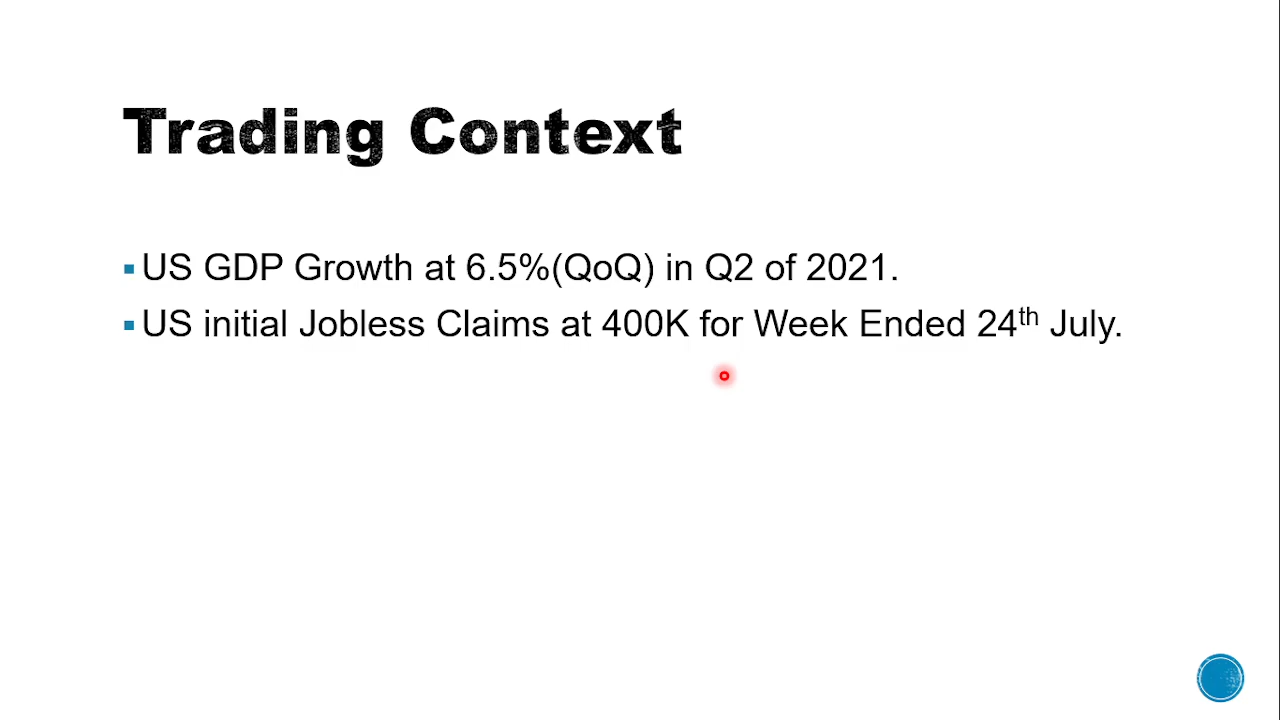 Trading Context
▪US GDP Growth at 6.5%(QoQ) in Q2 of 2021.
▪US initial Jobless Claims at 400K for Week Ended 24th July.